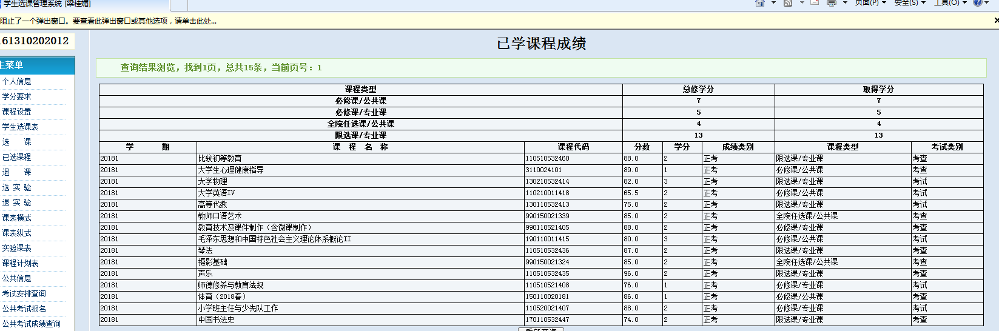 学生选课管理系统 [梁桂媚]
页面(P) 安全(S) 工具(O)
阻止了一个弹出窗口。要查看此弹出窗口或其他选项，请单击此处...
161310202012
主菜单
个人信息
学分要求
课程设置
学生选课表
选 课
已选课程
退 课
选 实 验
退 实 验
课表横式
课表纵式
实验课表
课程计划表
公共信息
考试安排查询
公共考试报名
公共考试成绩查询
已学课程成绩
查询结果浏览，找到1页，总共15条，当前页号：1
课程类型 总修学分 取得学分
必修课/公共课 7 7
必修课/专业课 5 5
全院任选课/公共课 4 4
限选课/专业课 13 13
学 期 课 程 名 称 课程代码 分数 学分 成绩类别 课程类型 考试类别
20181 比较初等教育 110510532460 88.0 2 正考 限选课/专业课 考查
20181 大学生心理健康指导 3110024101 89.0 1 正考 必修课/公共课 考查
20181 大学物理 130210532414 82.0 3 正考 限选课/专业课 考试
20181 大学英语IV 110210011418 65.5 2 正考 必修课/公共课 考试
20181 高等代数 130110532413 75.0 2 正考 限选课/专业课 考试
20181 教师口语艺术 990150021339 85.0 2 正考 全院任选课/公共课 考查
20181 教育技术及课件制作（含微课制作） 990110521405 88.0 2 正考 必修课/专业课 考查
20181 毛泽东思想和中国特色社会主义理论体系概论II 190110011415 80.0 3 正考 必修课/公共课 考试
20181 琴法 110510532436 87.0 2 正考 限选课/专业课 考查
20181 摄影基础 990150021324 85.0 2 正考 全院任选课/公共课 考查
20181 声乐 110510532435 96.0 2 正考 限选课/专业课 考查
20181 师德修养与教育法规 110510521408 76.0 1 正考 必修课/专业课 考试
20181 体育（2018春） 150110020181 86.0 1 正考 必修课/公共课 考查
20181 小学班主任与少先队工作 110520021407 88.0 2 正考 必修课/专业课 考查
20181 中国书法史 170110532447 74.0 2 正考 限选课/专业课 考查
重新查询